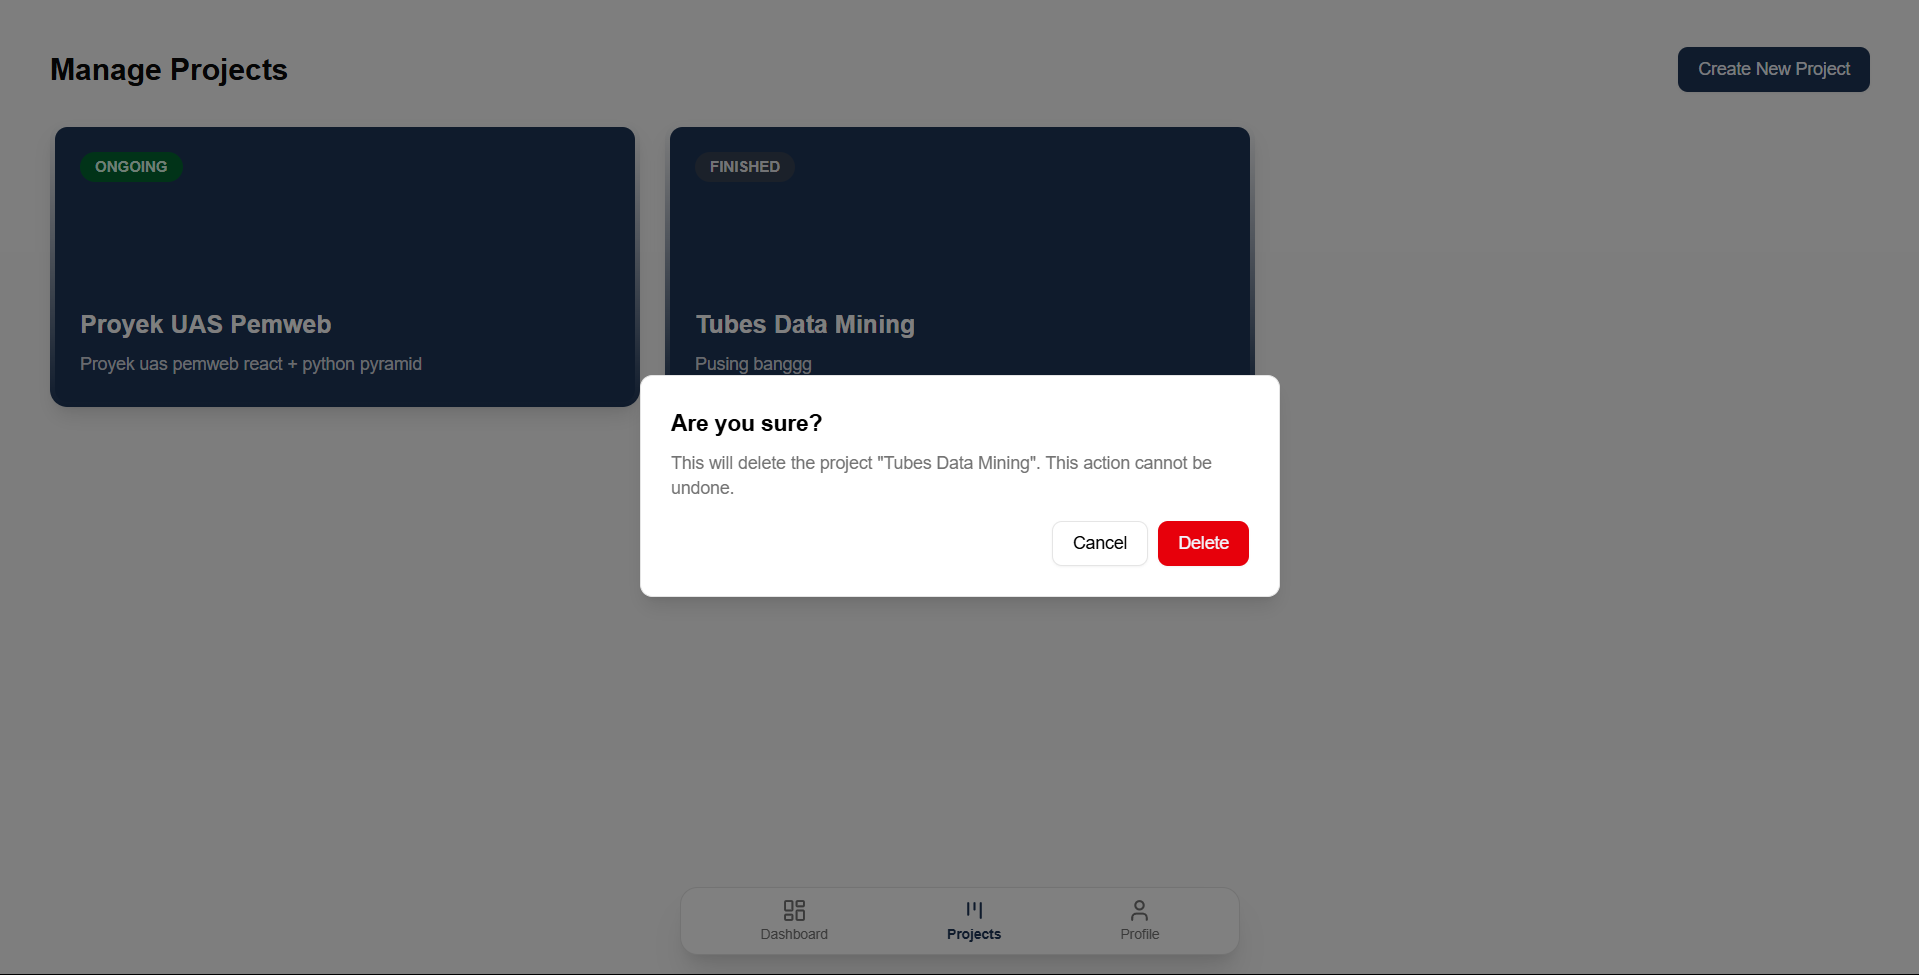 Manage Projects
Create New Project
ONGOING
Proyek UAS Pemweb
Proyek uas pemweb react + python pyramid
FINISHED
Tubes Data Mining
Pusing banggg
Are you sure?
This will delete the project "Tubes Data Mining". This action cannot be
undone.
Cancel
Delete
Dashboard
Projects
Profile